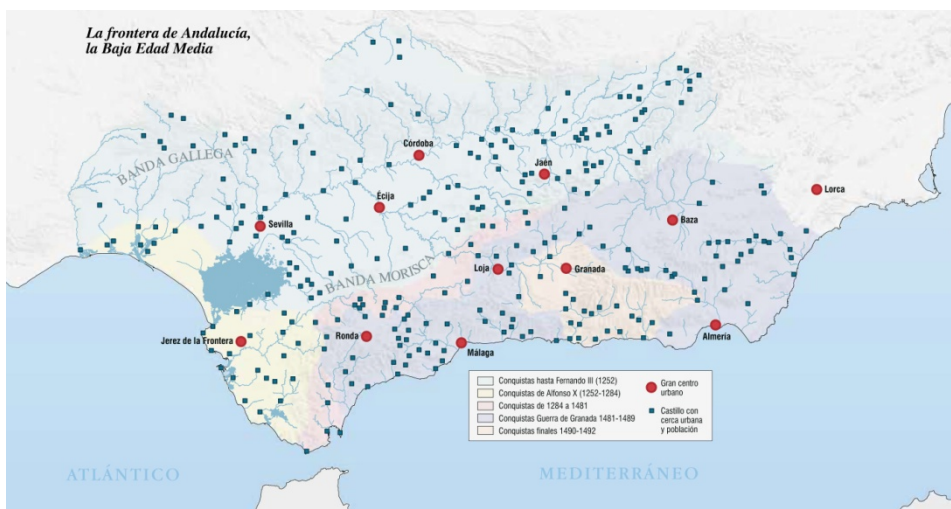 La frontera de Andalucía,
la Baja Edad Media
BANDA GALLEGA
Córdoba
Jaén
Lorca
Écija
Sevilla
Baza
BANDA MORISCA
Loja
Granada
Jerez de la Frontera
Ronda
Málaga
Almería
Conquistas hasta Fernando III (1252)
Conquistas de Alfonso X (1252-1284)
Conquistas de 1284 a 1481
Conquistas Guerra de Granada 1481-1489
Conquistas finales 1490-1492
Gran centro
urbano
Castillo con
cerca urbana
y población
ATLÁNTICO
MEDITERRÁNEO